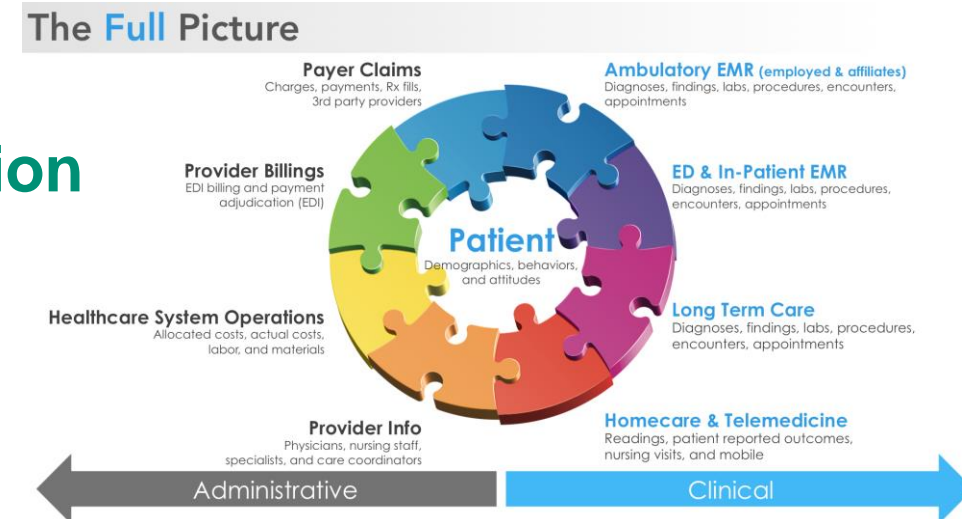 The Full Picture
ion
Payer Claims
Charges, payments, Rx fills,
3rd party providers
Provider Billings
EDI billing and payment
adjudication (EDI)
Healthcare System Operations
Allocated costs, actual costs,
labor, and materials
Provider Info
Physicians, nursing staff,
specialists, and care coordinators
Patient
Demographics, behaviors,
and attitudes
Ambulatory EMR (employed & affiliates)
Diagnoses, findings, labs, procedures, encounters,
appointments
ED & In-Patient EMR
Diagnoses, findings, labs, procedures,
encounters, appointments
Long Term Care
Diagnoses, findings, labs, procedures,
encounters, appointments
Homecare & Telemedicine
Readings, patient reported outcomes,
nursing visits, and mobile
Administrative
Clinical